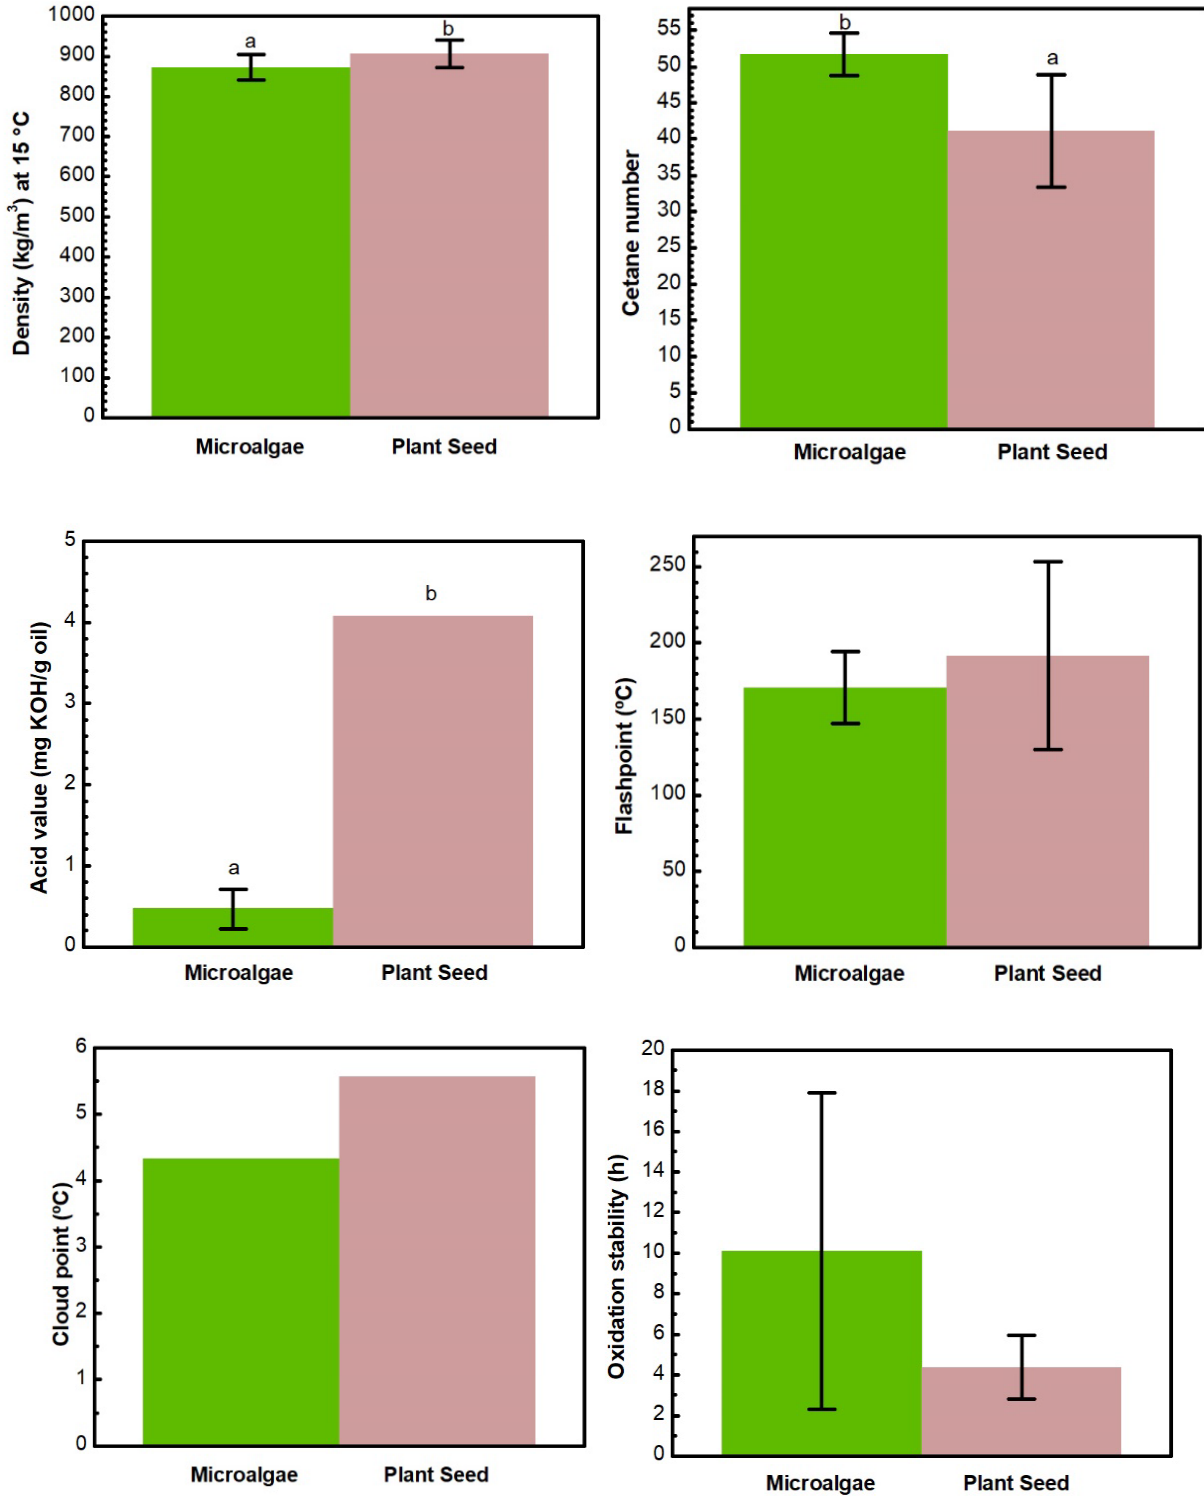 Density (kg/m³) at 15 °C
1000
900
800
700
600
500
400
300
200
100
0
a
b
Microalgae
Plant Seed
Cetane number
55
50
45
40
35
30
25
20
15
10
5
0
b
a
Microalgae
Plant Seed
Acid value (mg KOH/g oil)
5
4
3
2
1
0
a
b
Microalgae
Plant Seed
Flashpoint (ºC)
250
200
150
100
50
0
Microalgae
Plant Seed
Cloud point (ºC)
6
5
4
3
2
1
0
Microalgae
Plant Seed
Oxidation stability (h)
20
18
16
14
12
10
8
6
4
2
0
Microalgae
Plant Seed